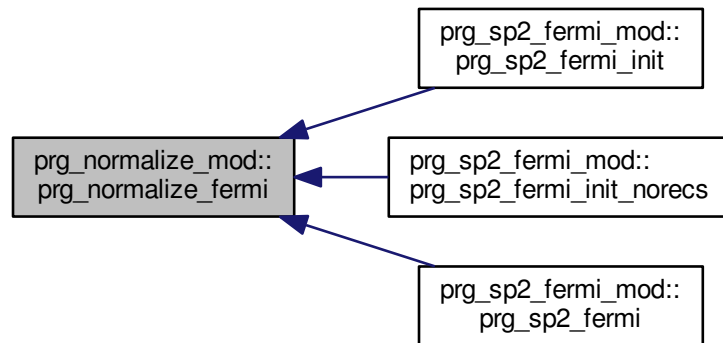 prg_normalize_mod::
prg_normalize_fermi
prg_sp2_fermi_mod::
prg_sp2_fermi_init
prg_sp2_fermi_mod::
prg_sp2_fermi_init_norecs
prg_sp2_fermi_mod::
prg_sp2_fermi